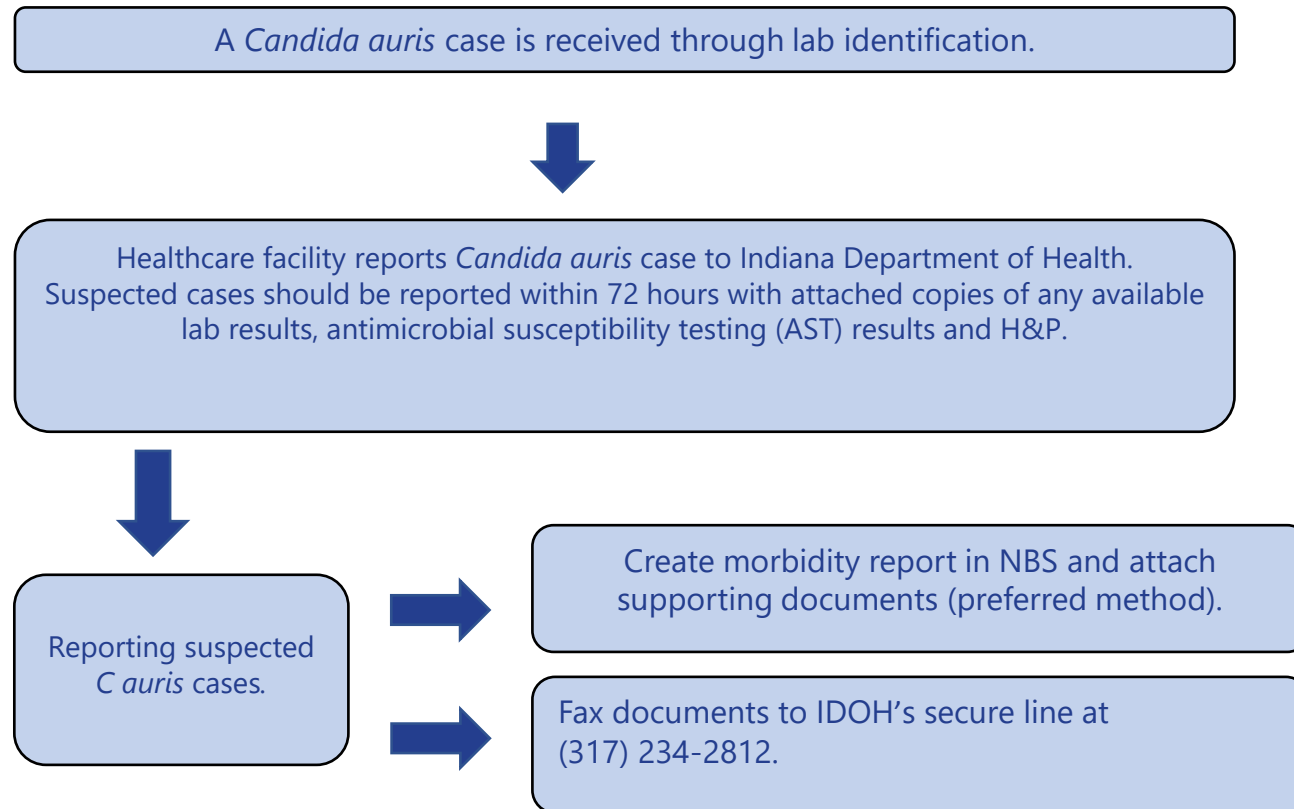 A Candida auris case is received through lab identification.
Healthcare facility reports Candida auris case to Indiana Department of Health.
Suspected cases should be reported within 72 hours with attached copies of any available
lab results, antimicrobial susceptibility testing (AST) results and H&P.
Reporting suspected
C auris cases.
Create morbidity report in NBS and attach
supporting documents (preferred method).
Fax documents to IDOH’s secure line at
(317) 234-2812.